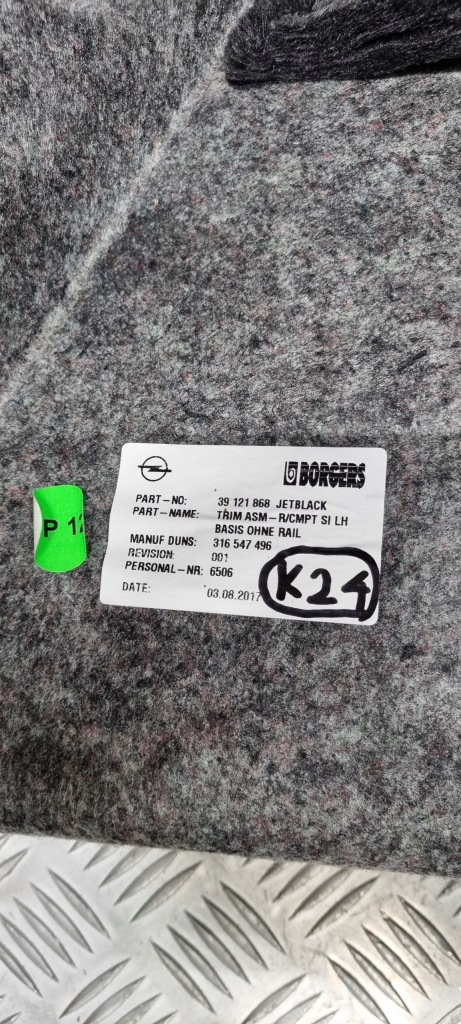 BORGERS
PART-NO: 39 121 868 JETBLACK
PART-NAME: TRIM ASM-R/CMPT SI LH
BASIS OHNE RAIL
MANUF DUNS: 316 547 496
REVISION: 001
PERSONAL-NR: 6506
DATE: 03.08.2017
K24
P 12